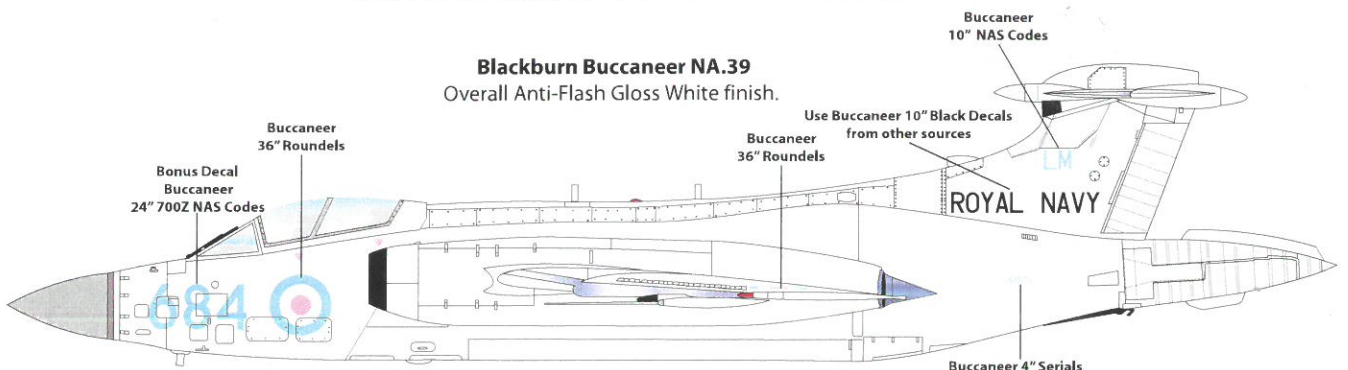 Buccaneer
10" NAS Codes
Blackburn Buccaneer NA.39
Overall Anti-Flash Gloss White finish.
Use Buccaneer 10" Black Decals
from other sources
Buccaneer
36" Roundels
Buccaneer
36" Roundels
Bonus Decal
Buccaneer
24" 700Z NAS Codes
LM
ROYAL NAVY
684
Buccaneer 4" Serials